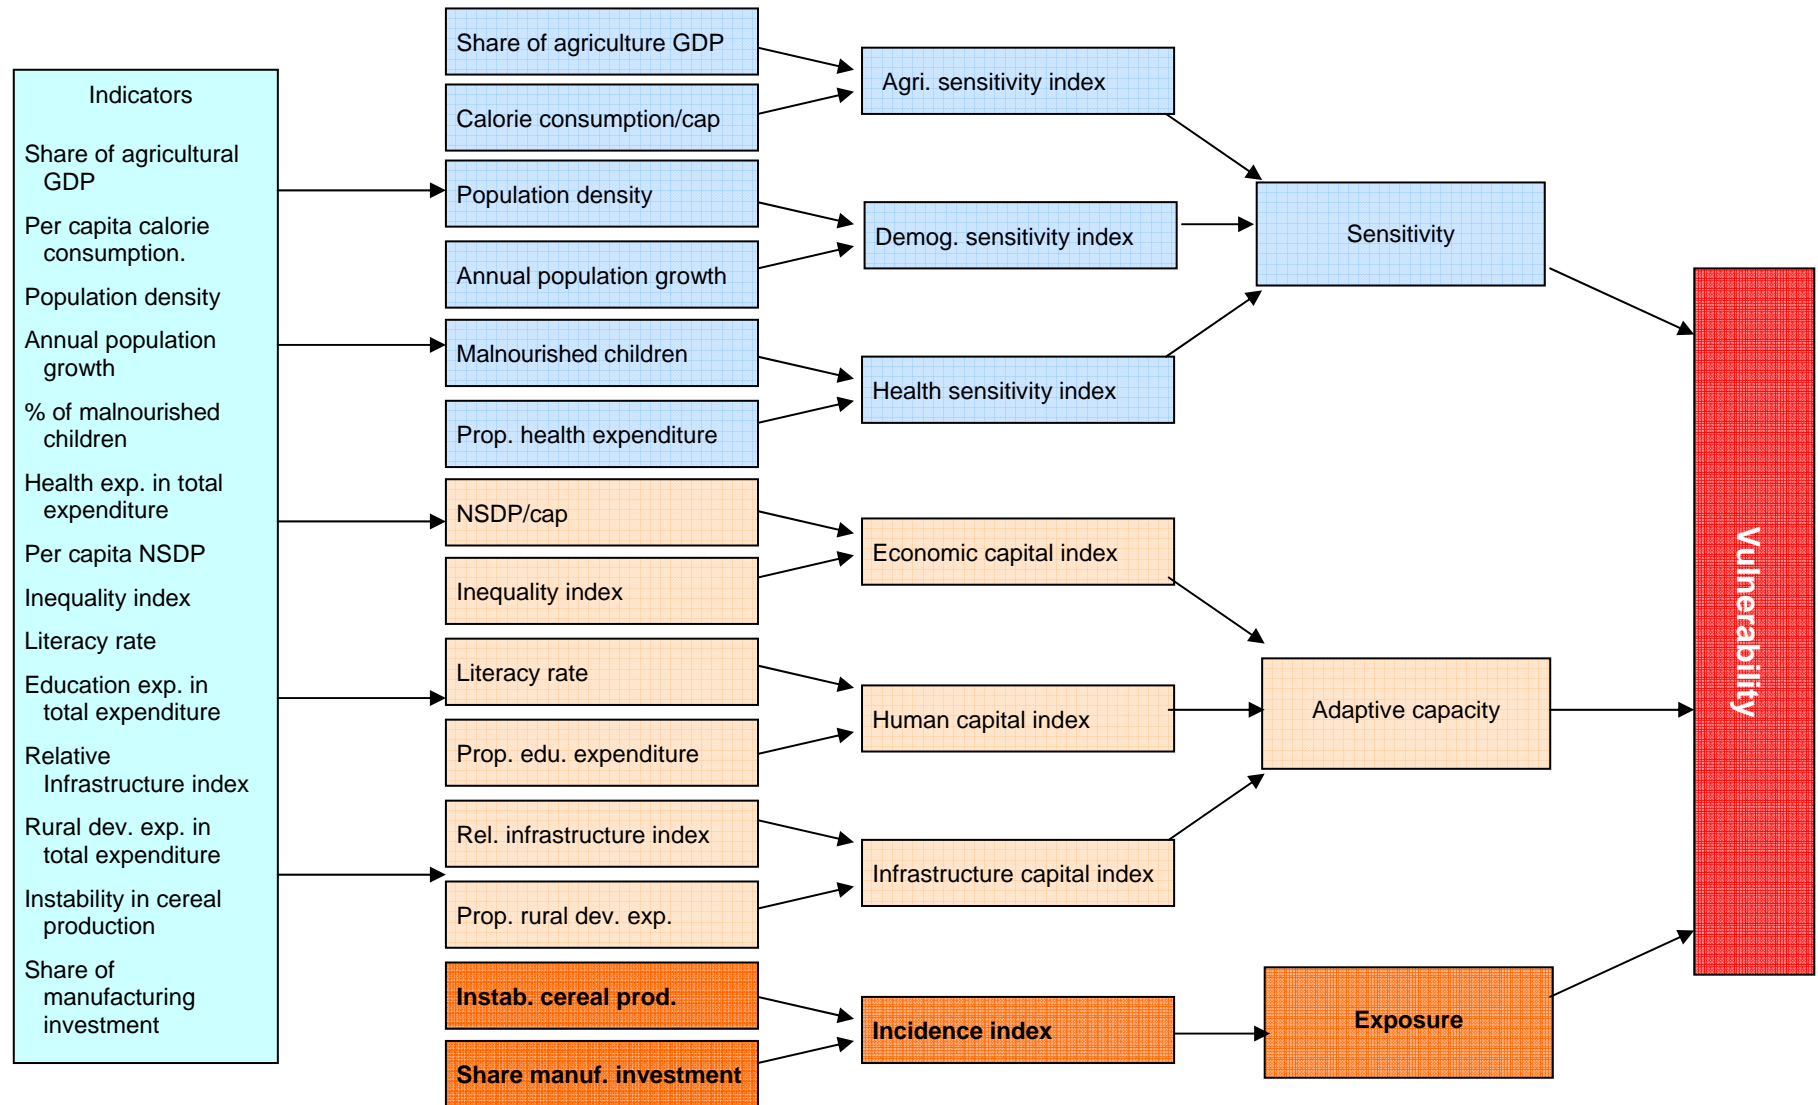 Indicators
Share of agricultural
GDP
Per capita calorie
consumption.
Population density
Annual population
growth
% of malnourished
children
Health exp. in total
expenditure
Per capita NSDP
Inequality index
Literacy rate
Education exp. in
total expenditure
Relative
Infrastructure index
Rural dev. exp. in
total expenditure
Instability in cereal
production
Share of
manufacturing
investment
Share of agriculture GDP
Calorie consumption/cap
Population density
Annual population growth
Malnourished children
Prop. health expenditure
NSDP/cap
Inequality index
Literacy rate
Prop. edu. expenditure
Rel. infrastructure index
Prop. rural dev. exp.
Instab. cereal prod.
Share manuf. investment
Agri. sensitivity index
Demog. sensitivity index
Health sensitivity index
Economic capital index
Human capital index
Infrastructure capital index
Incidence index
Sensitivity
Adaptive capacity
Exposure
Vulnerability